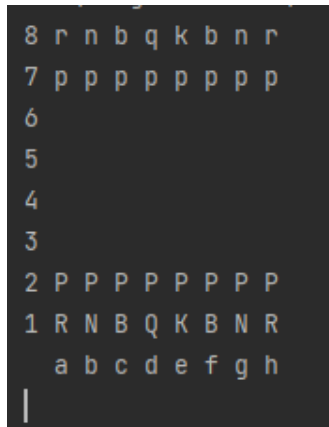 8 r n b q k b n r
7 p p p p p p p p
6
5
4
3
2 P P P P P P P P
1 R N B Q K B N R
a b c d e f g h